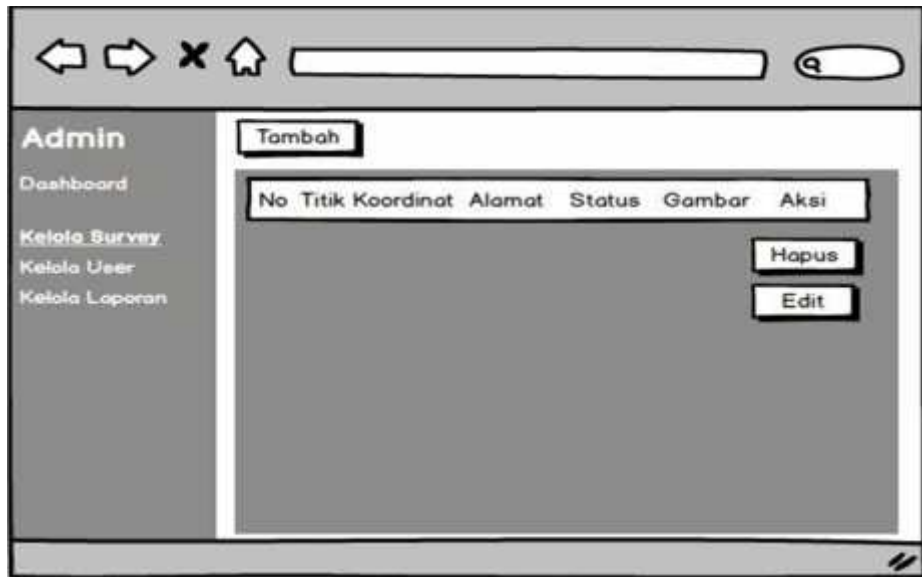 Admin
Dashboard
Kelola Survey
Kelola User
Kelola Laporan
Tambah
No Titik Koordinat Alamat Status Gambar Aksi
Hapus
Edit